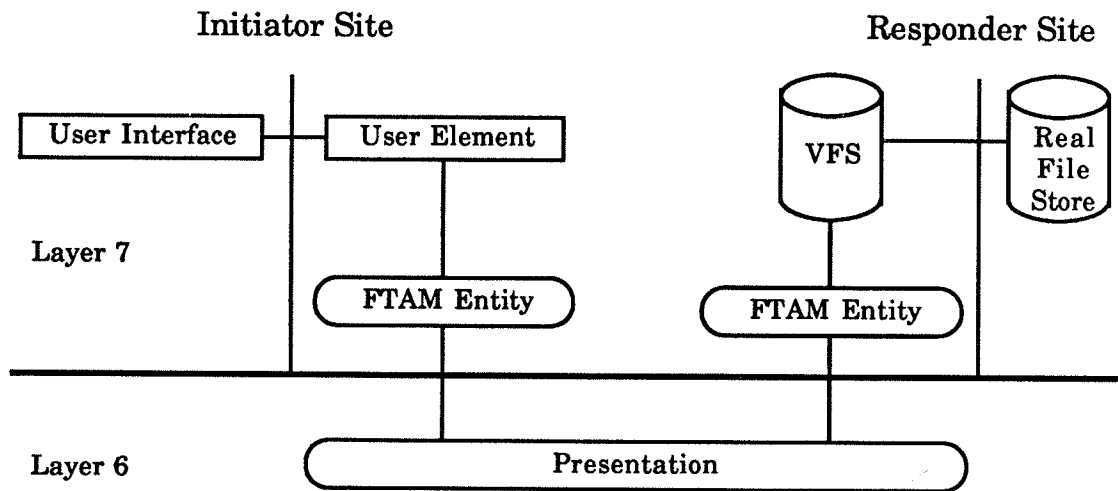 Initiator Site
Responder Site
User Interface
User Element
VFS
Real
File
Store
Layer 7
FTAM Entity
FTAM Entity
Layer 6
Presentation